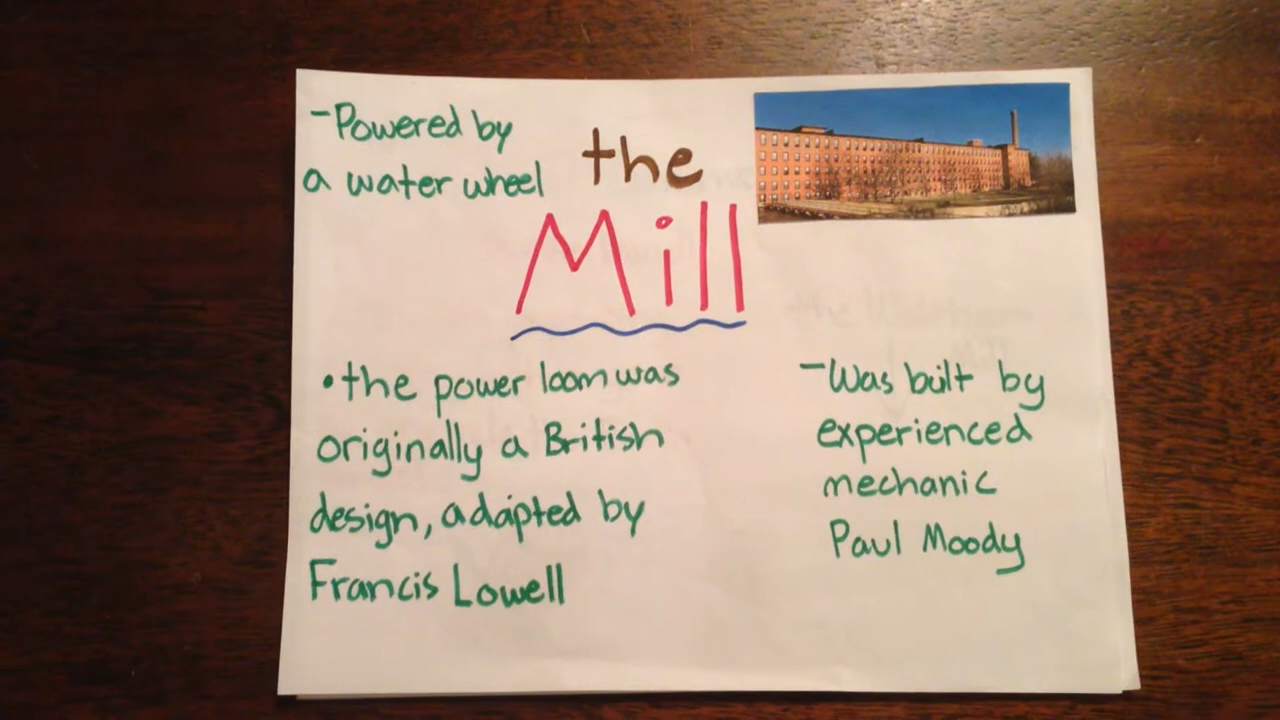 -Powered by
a water wheel
the
Mill
•the power loom was
originally a British
design, adapted by
Francis Lowell
-Was built by
experienced
mechanic
Paul Moody